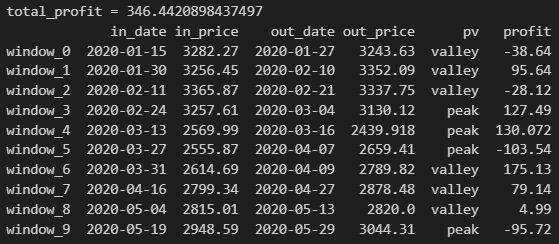 total_profit = 346.4420898437497
in_date in_price out_date out_price pv profit
window_0 2020-01-15 3282.27 2020-01-27 3243.63 valley -38.64
window_1 2020-01-30 3256.45 2020-02-10 3352.09 valley 95.64
window_2 2020-02-11 3365.87 2020-02-21 3337.75 valley -28.12
window_3 2020-02-24 3257.61 2020-03-04 3130.12 peak 127.49
window_4 2020-03-13 2569.99 2020-03-16 2439.918 peak 130.072
window_5 2020-03-27 2555.87 2020-04-07 2659.41 peak -103.54
window_6 2020-03-31 2614.69 2020-04-09 2789.82 valley 175.13
window_7 2020-04-16 2799.34 2020-04-27 2878.48 valley 79.14
window_8 2020-05-04 2815.01 2020-05-13 2820.0 valley 4.99
window_9 2020-05-19 2948.59 2020-05-29 3044.31 peak -95.72